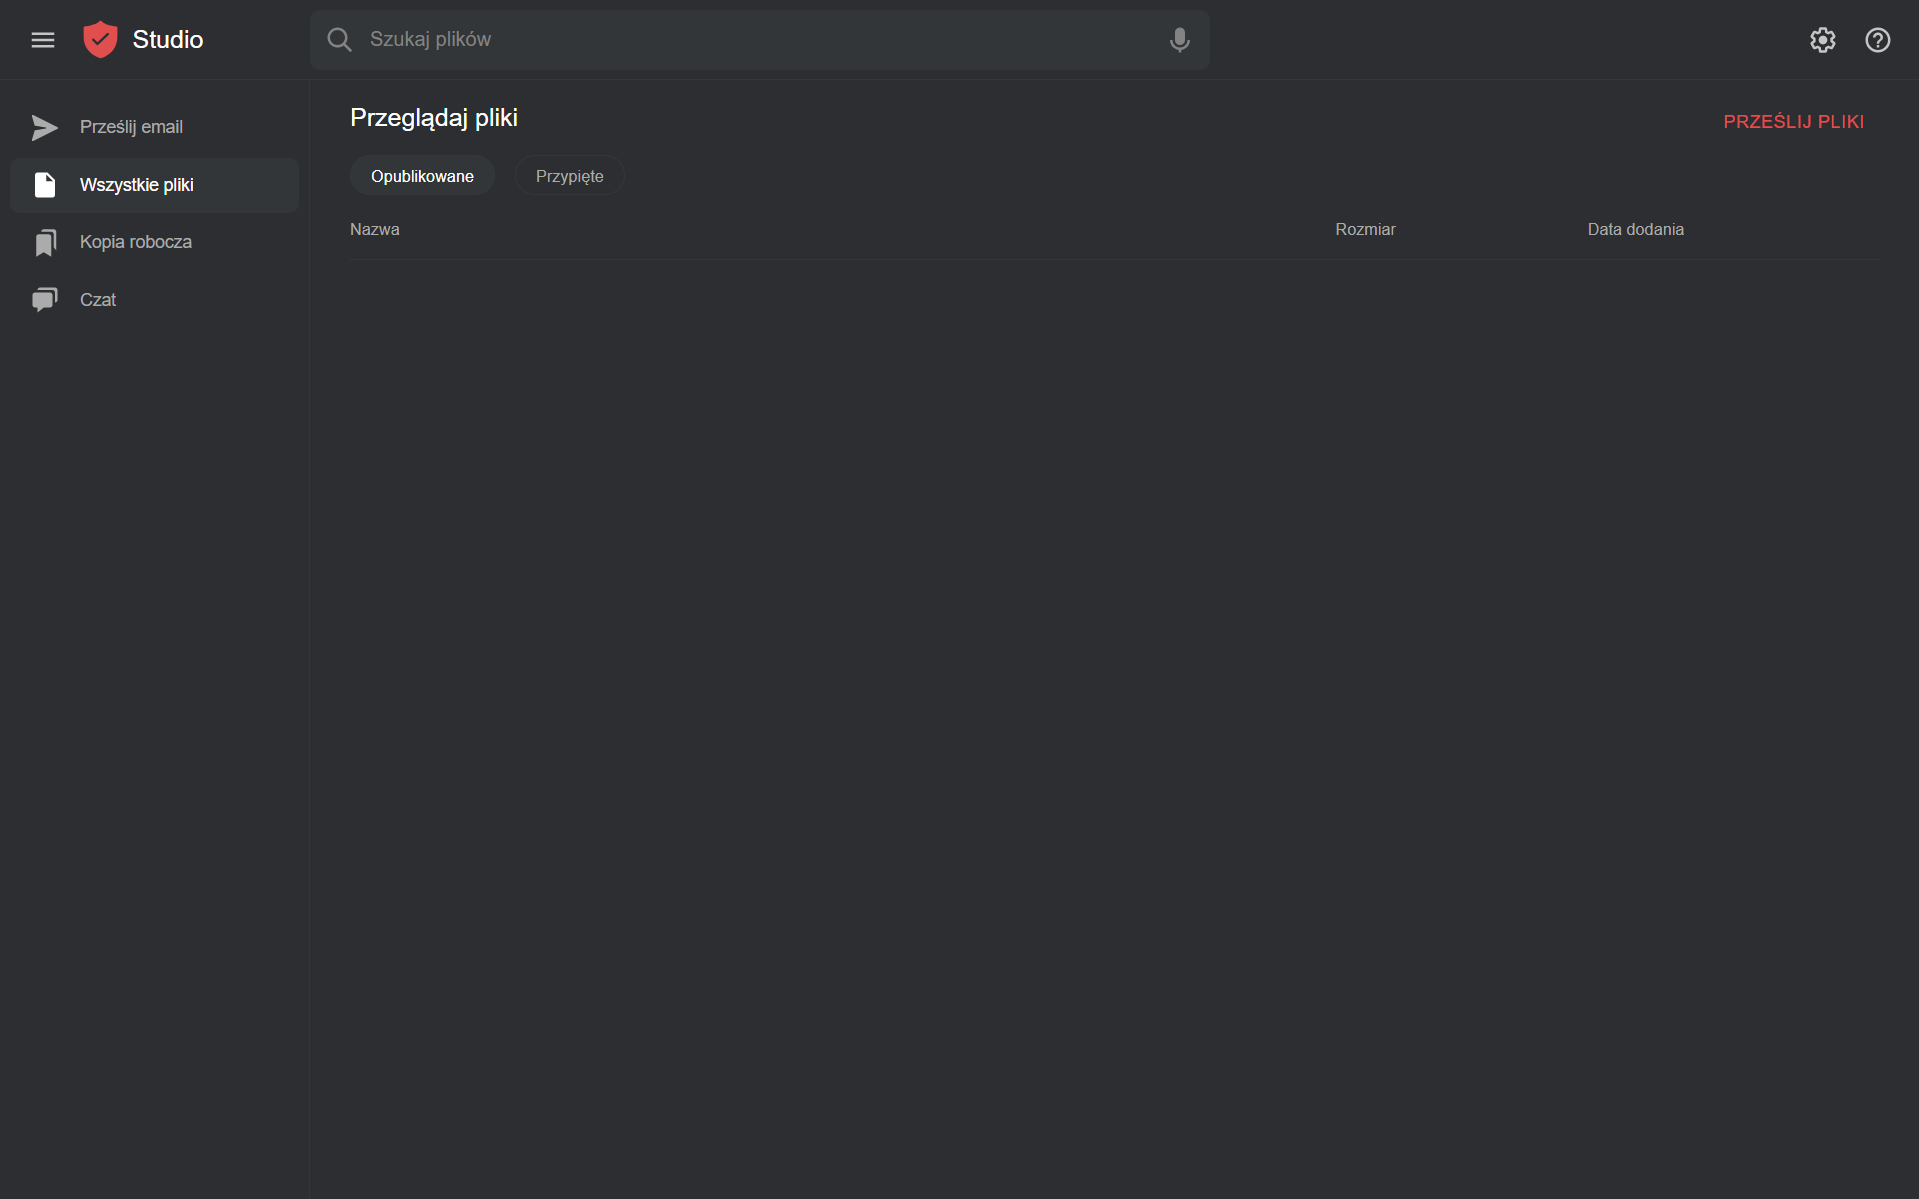 Studio
Szukaj plików
Prześlij email
Wszystkie pliki
Kopia robocza
Czat
Przeglądaj pliki
PRZEŚLIJ PLIKI
Opublikowane Przypięte
Nazwa Rozmiar Data dodania